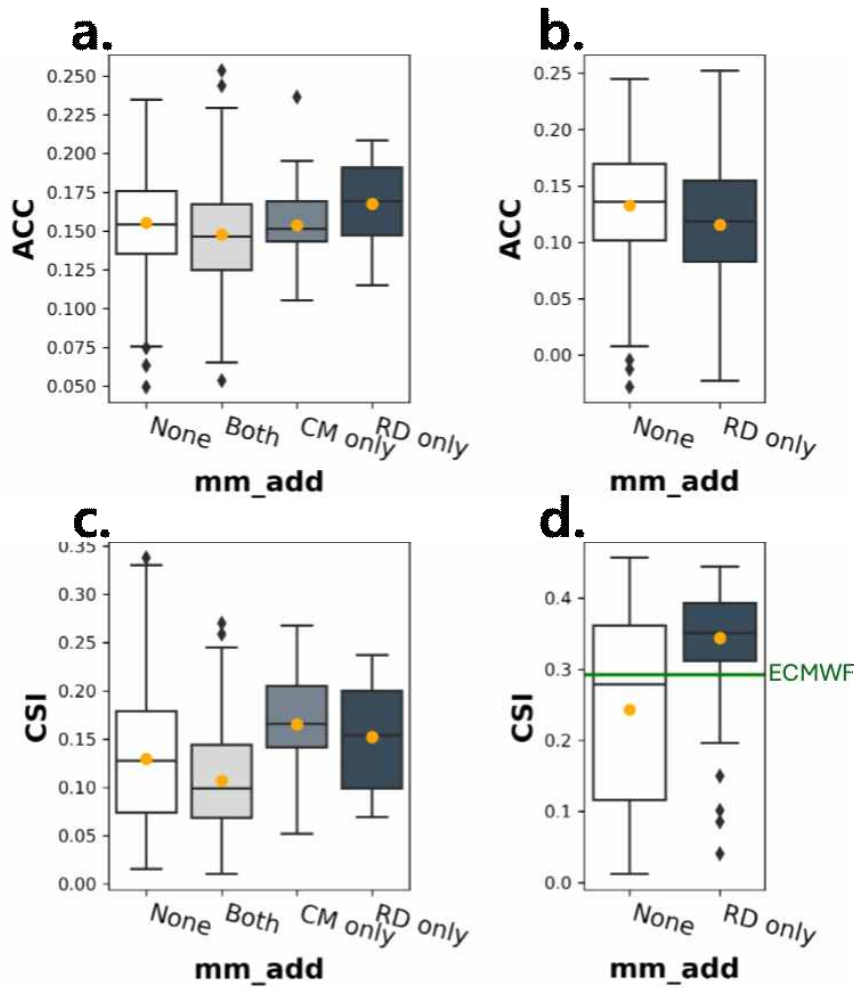 a.
0.250
0.225
0.200
0.175
0.150
0.125
0.100
0.075
0.050
ACC
None
Both
CM only
RD only
mm_add
b.
0.25
0.20
0.15
0.10
0.05
0.00
ACC
None
RD only
mm_add
c.
0.35
0.30
0.25
0.20
0.15
0.10
0.05
0.00
CSI
None
Both
CM only
RD only
mm_add
d.
0.4
0.3
0.2
0.1
0.0
CSI
ECMWF
None
RD only
mm_add